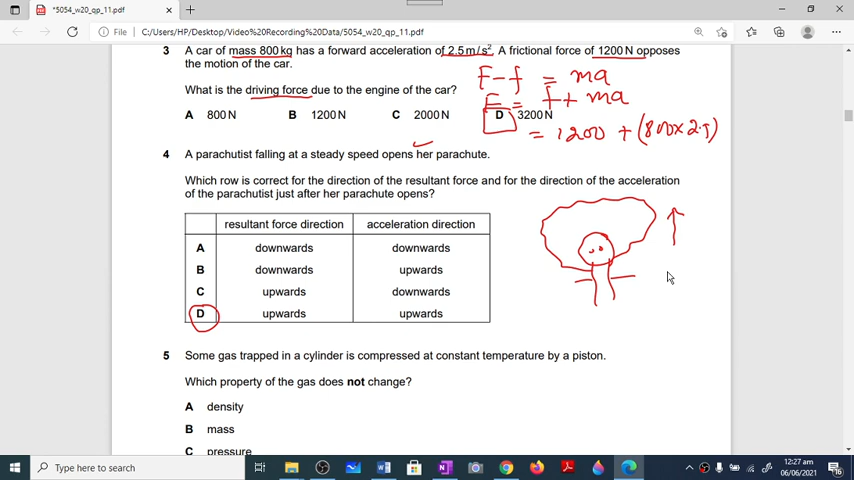 *5054_w20_qp_11.pdf
File C:/Users/HP/Desktop/Video%20Recording%20Data/5054_w20_qp_11.pdf
3 A car of mass 800 kg has a forward acceleration of 2.5 m/s². A frictional force of 1200 N opposes
the motion of the car.
F - f = ma
What is the driving force due to the engine of the car?
F = f + ma
A 800 N B 1200 N C 2000 N D 3200 N
= 1200 + (800×2.5)
4 A parachutist falling at a steady speed opens her parachute.
Which row is correct for the direction of the resultant force and for the direction of the acceleration
of the parachutist just after her parachute opens?
resultant force direction acceleration direction
A downwards downwards
B downwards upwards
C upwards downwards
D upwards upwards
5 Some gas trapped in a cylinder is compressed at constant temperature by a piston.
Which property of the gas does not change?
A density
B mass
C pressure
Type here to search
12:27 am
06/06/2021
16